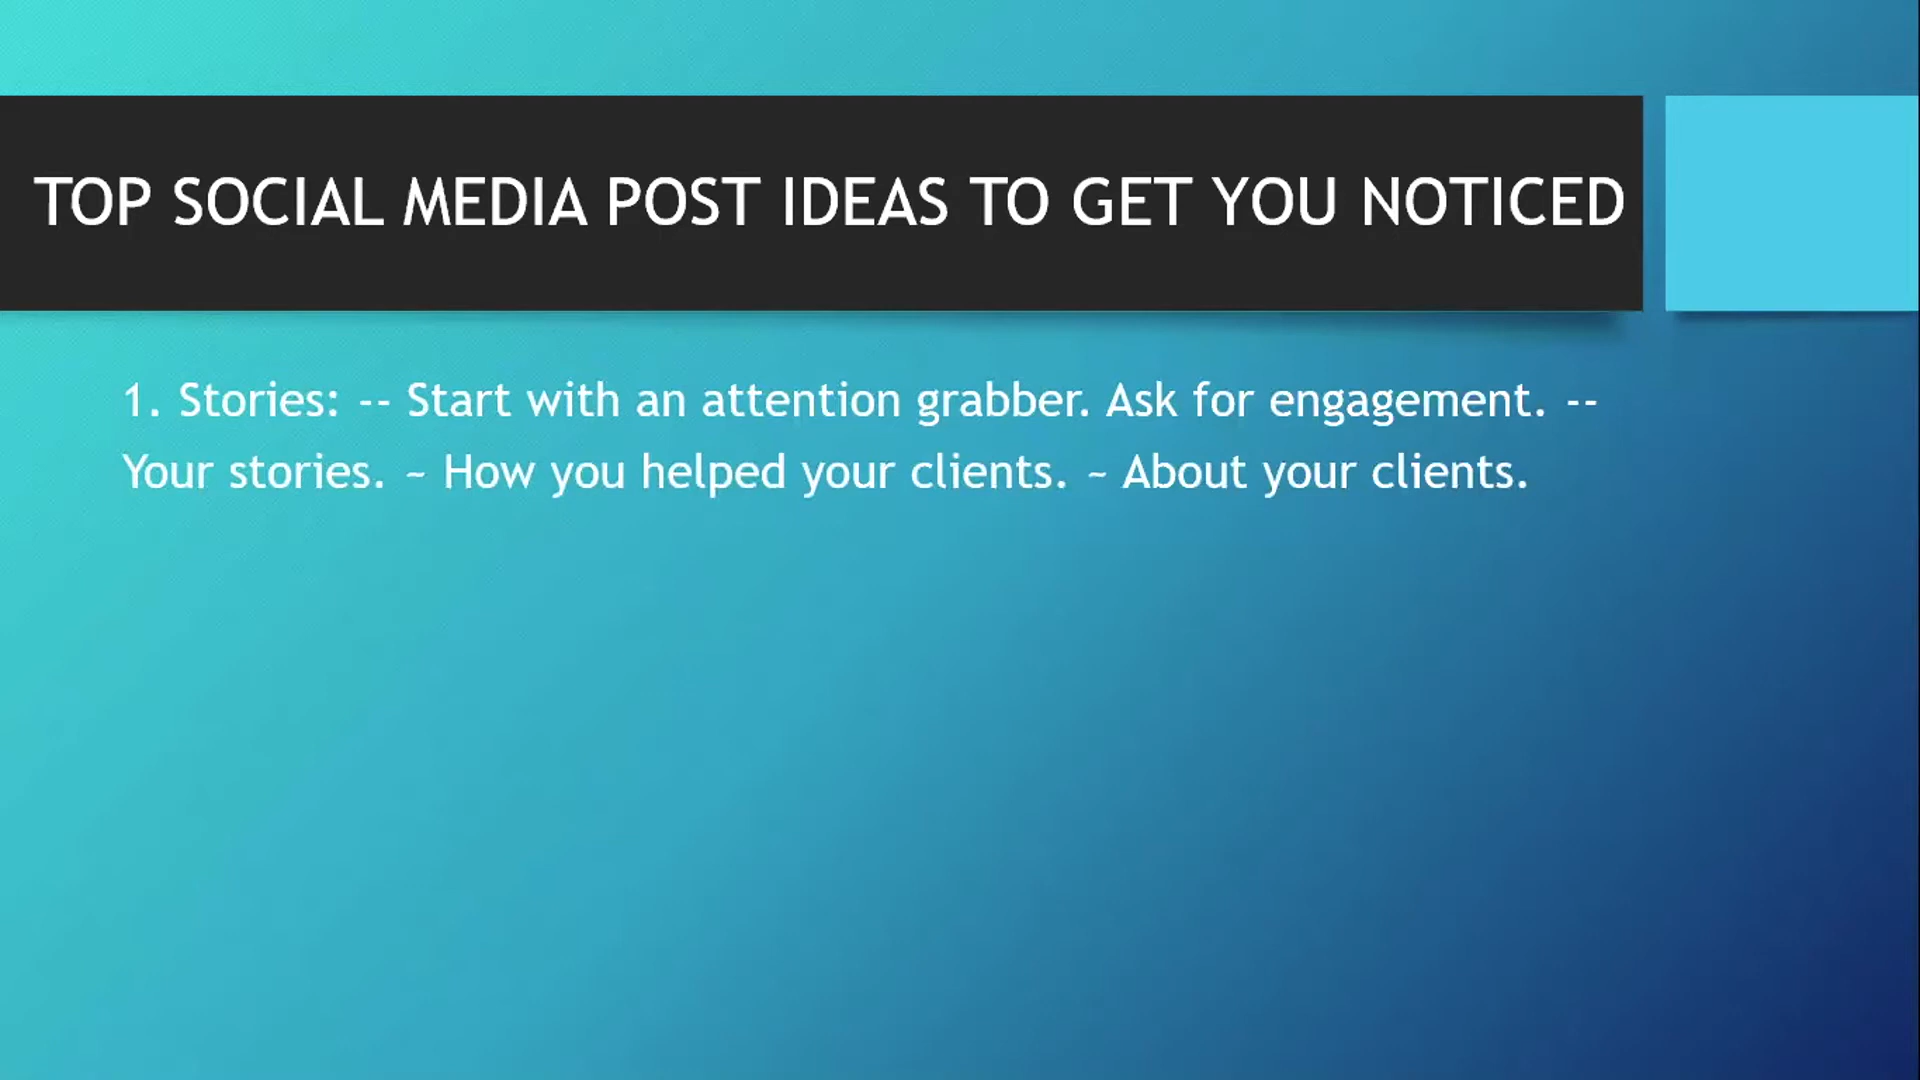 TOP SOCIAL MEDIA POST IDEAS TO GET YOU NOTICED
1. Stories: -- Start with an attention grabber. Ask for engagement. --
Your stories. ~ How you helped your clients. ~ About your clients.